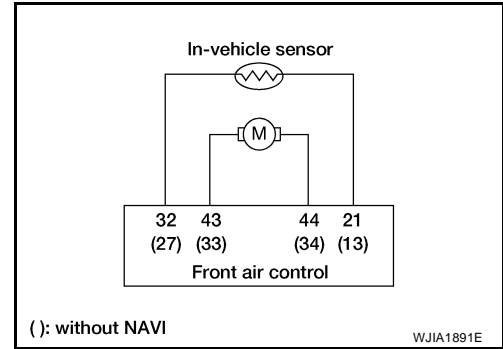 In-vehicle sensor
M
32 43 44 21
(27) (33) (34) (13)
Front air control
( ): without NAVI
WJIA1891E